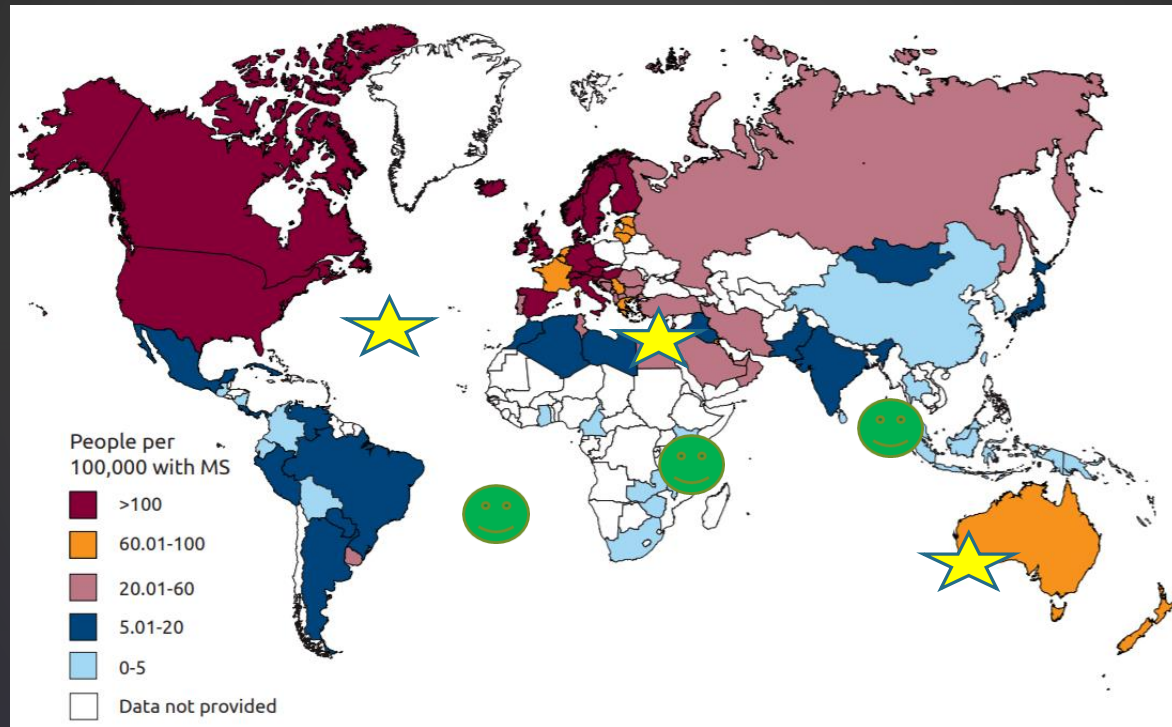 People per
100,000 with MS
>100
60.01-100
20.01-60
5.01-20
0-5
Data not provided